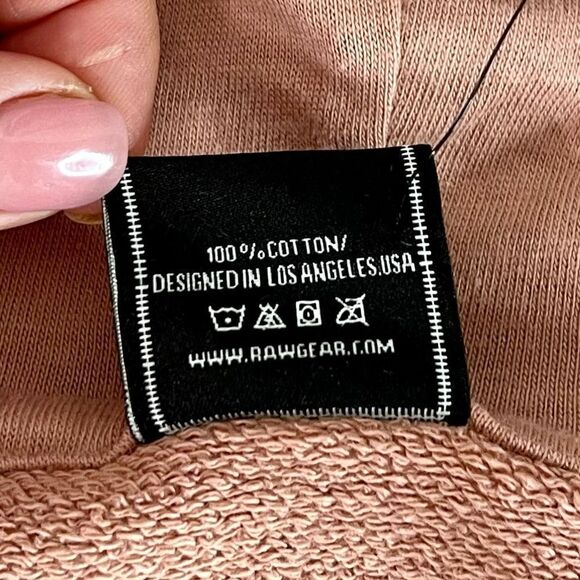 100%COTTON/
DESIGNED IN LOS ANGELES,USA
WWW.RAWGEAR.COM